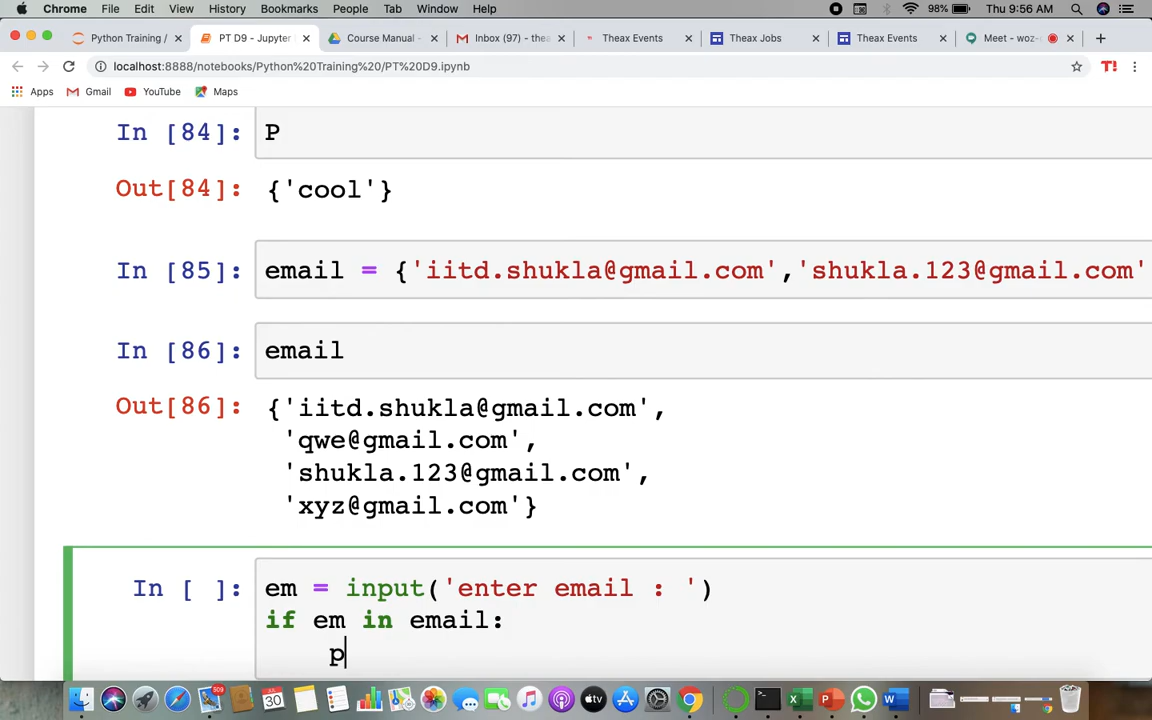 Chrome File Edit View History Bookmarks People Tab Window Help 98% Thu 9:56 AM
Python Training / PT D9 - Jupyter Course Manual - Inbox (97) - thea Theax Events Theax Jobs Theax Events Meet - woz-
localhost:8888/notebooks/Python%20Training%20/PT%20D9.ipynb T!
Apps Gmail YouTube Maps
In [84]: P
Out[84]: {'cool'}
In [85]: email = {'iitd.shukla@gmail.com','shukla.123@gmail.com'
In [86]: email
Out[86]: {'iitd.shukla@gmail.com',
'qwe@gmail.com',
'shukla.123@gmail.com',
'xyz@gmail.com'}
In [ ]: em = input('enter email : ')
if em in email:
p
509
30
tv